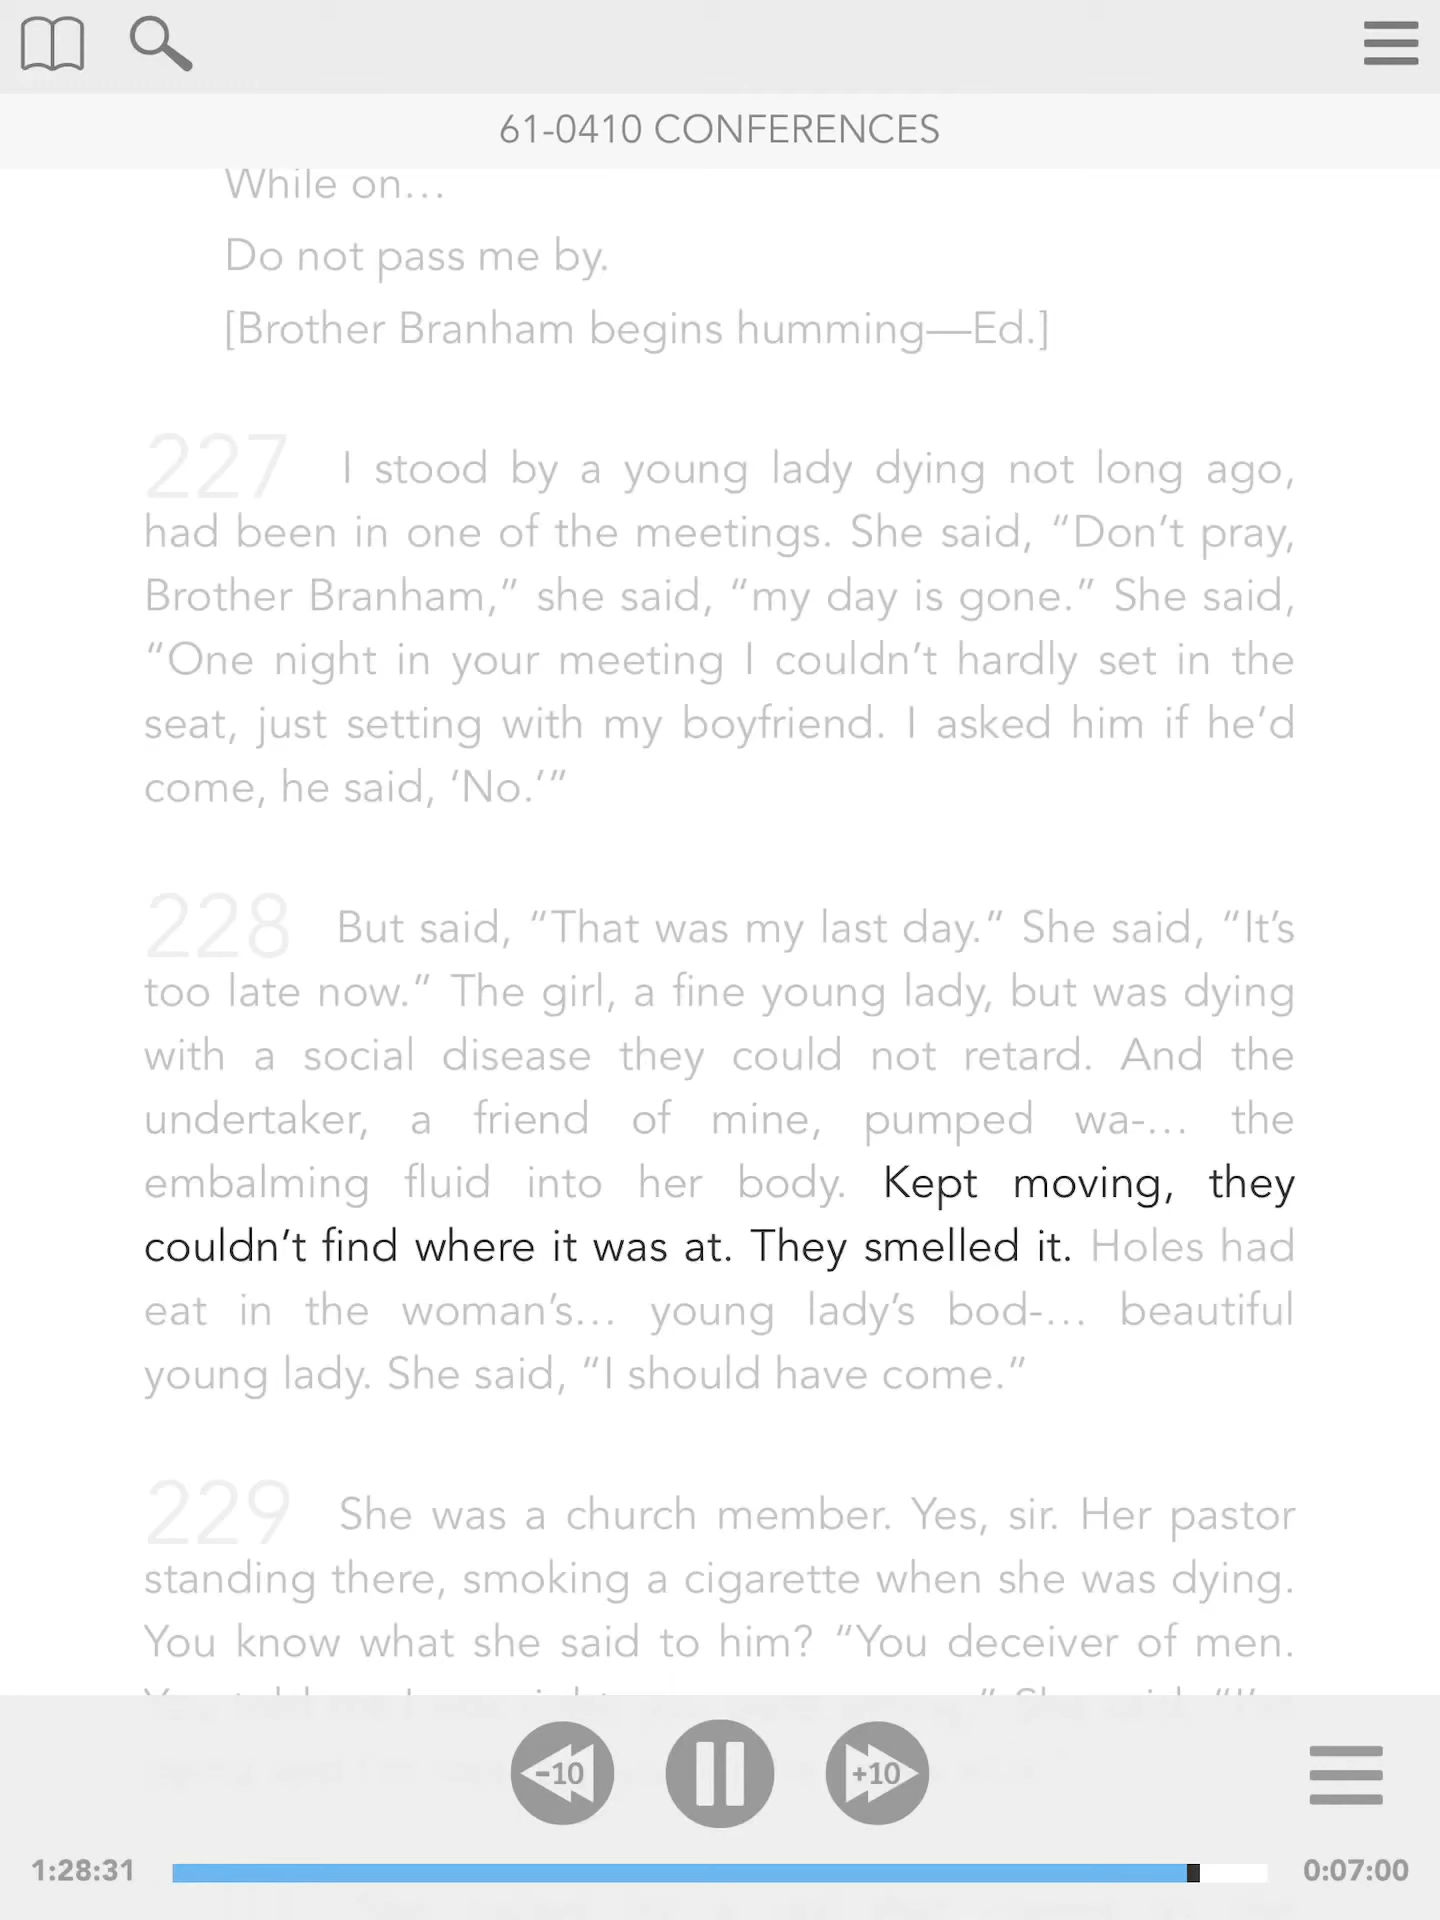 61-0410 CONFERENCES
While on…
Do not pass me by.
[Brother Branham begins humming—Ed.]
227 I stood by a young lady dying not long ago,
had been in one of the meetings. She said, “Don’t pray,
Brother Branham,” she said, “my day is gone.” She said,
“One night in your meeting I couldn’t hardly set in the
seat, just setting with my boyfriend. I asked him if he’d
come, he said, ‘No.’”
228 But said, “That was my last day.” She said, “It’s
too late now.” The girl, a fine young lady, but was dying
with a social disease they could not retard. And the
undertaker, a friend of mine, pumped wa-… the
embalming fluid into her body. Kept moving, they
couldn’t find where it was at. They smelled it. Holes had
eat in the woman’s… young lady’s bod-… beautiful
young lady. She said, “I should have come.”
229 She was a church member. Yes, sir. Her pastor
standing there, smoking a cigarette when she was dying.
You know what she said to him? “You deceiver of men.
-10 +10
1:28:31 0:07:00